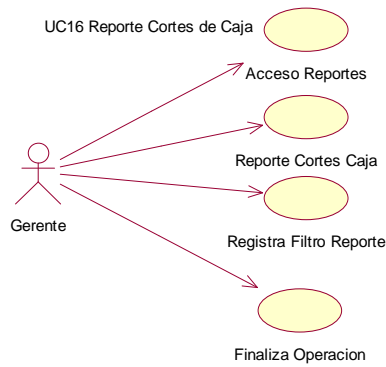 UC16 Reporte Cortes de Caja
Acceso Reportes
Reporte Cortes Caja
Gerente
Registra Filtro Reporte
Finaliza Operacion